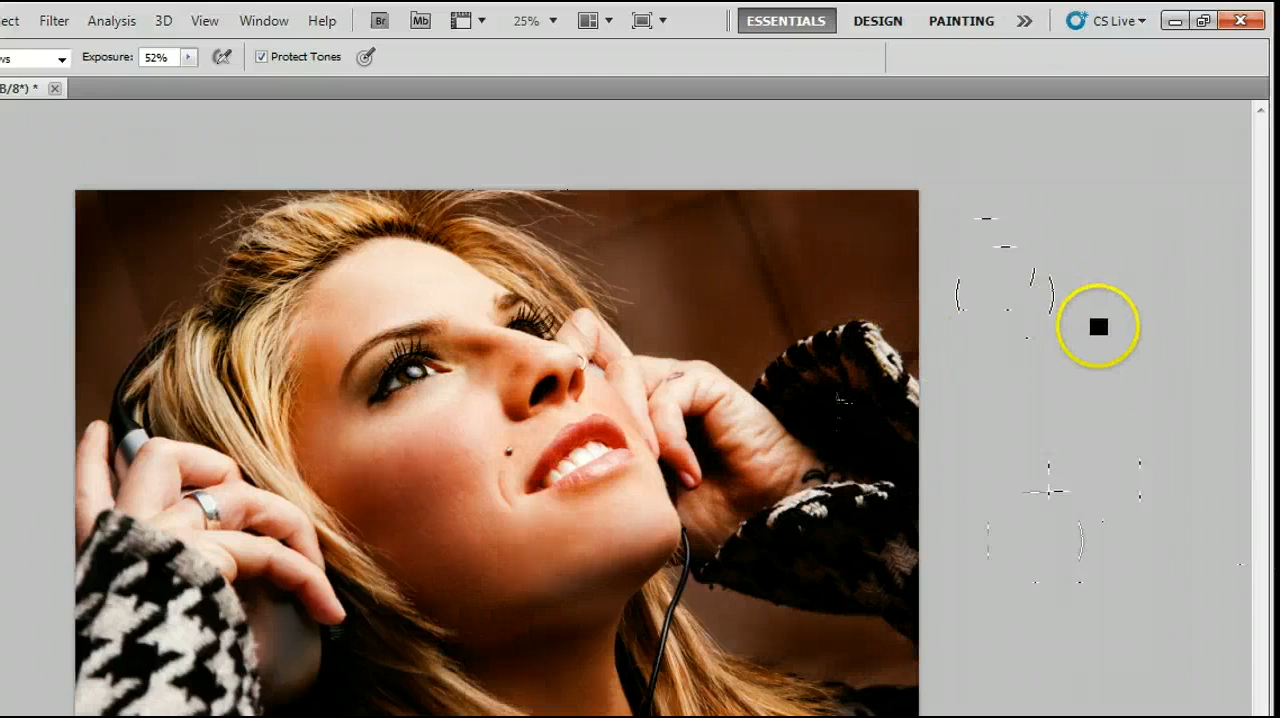 ect Filter Analysis 3D View Window Help Br Mb 25% ESSENTIALS DESIGN PAINTING CS Live
ws Exposure: 52% Protect Tones
B/8*) *